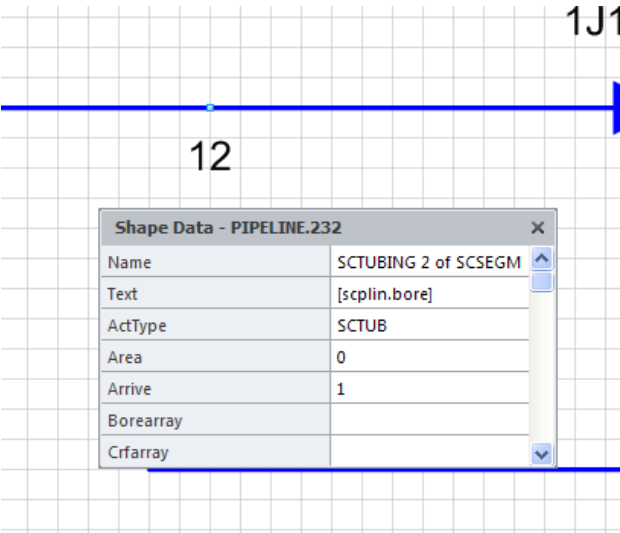 1J1
12
Shape Data - PIPELINE.232
Name SCTUBING 2 of SCSEGM
Text [scplin.bore]
ActType SCTUB
Area 0
Arrive 1
Borearray
Crfarray